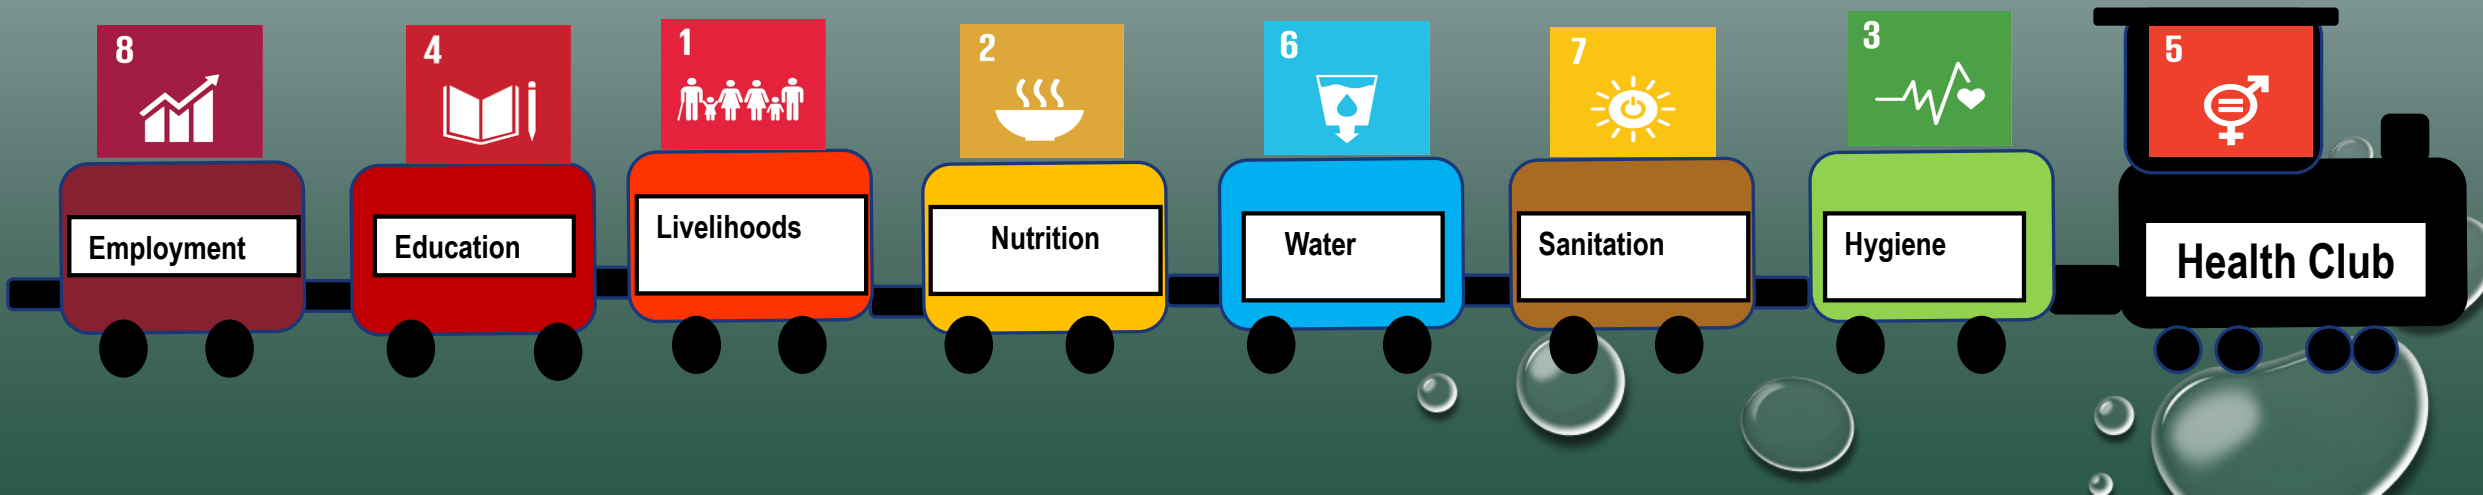 8
4
1
2
6
7
3
5
Employment
Education
Livelihoods
Nutrition
Water
Sanitation
Hygiene
Health Club